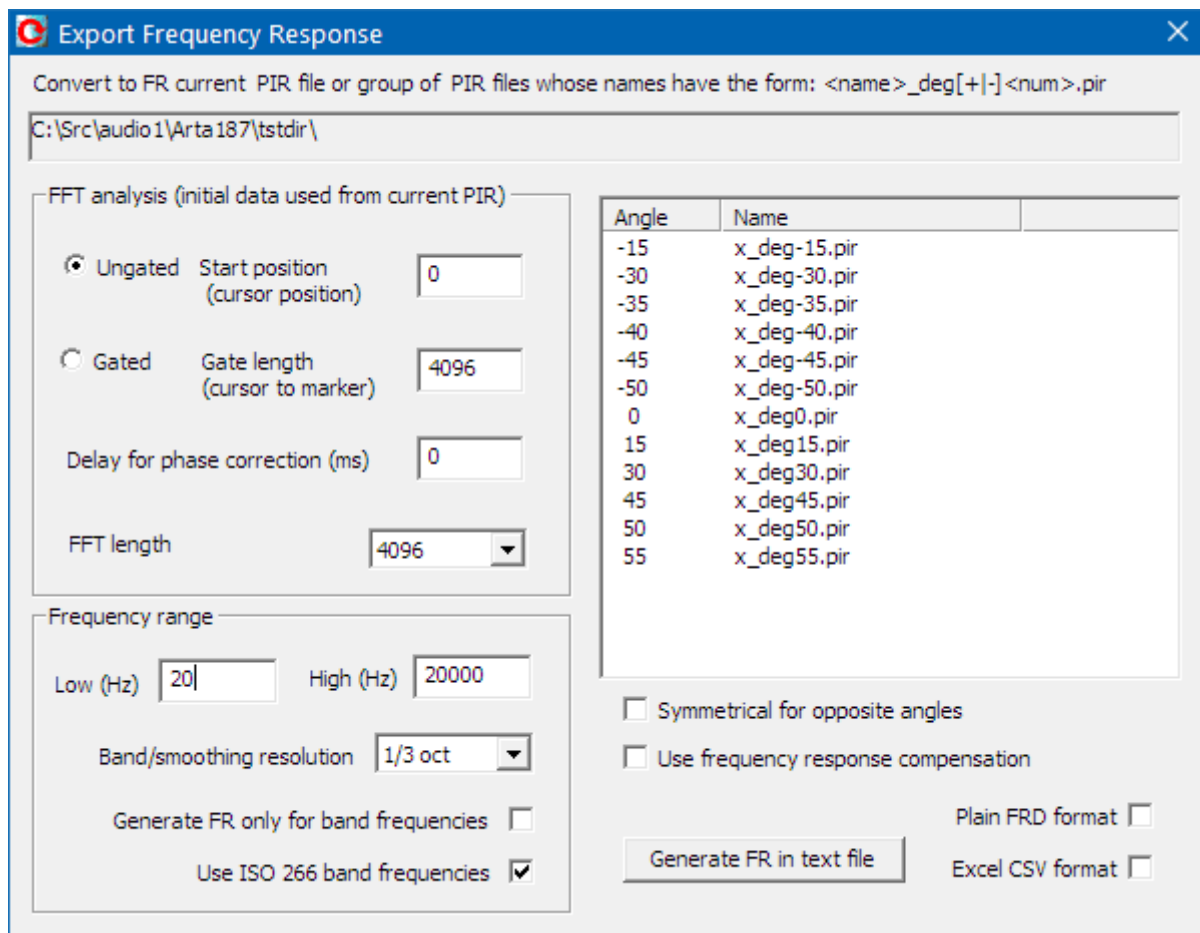 Export Frequency Response
Convert to FR current PIR file or group of PIR files whose names have the form: <name>_deg[+|-]<num>.pir
C:\Src\audio1\Arta187\tstdir\
FFT analysis (initial data used from current PIR)
Ungated Start position
(cursor position)
0
Gated Gate length
(cursor to marker)
4096
Delay for phase correction (ms) 0
FFT length 4096
Frequency range
Low (Hz) 20 High (Hz) 20000
Band/smoothing resolution 1/3 oct
Generate FR only for band frequencies
Use ISO 266 band frequencies
Angle Name
-15 x_deg-15.pir
-30 x_deg-30.pir
-35 x_deg-35.pir
-40 x_deg-40.pir
-45 x_deg-45.pir
-50 x_deg-50.pir
0 x_deg0.pir
15 x_deg15.pir
30 x_deg30.pir
45 x_deg45.pir
50 x_deg50.pir
55 x_deg55.pir
Symmetrical for opposite angles
Use frequency response compensation
Plain FRD format
Generate FR in text file
Excel CSV format